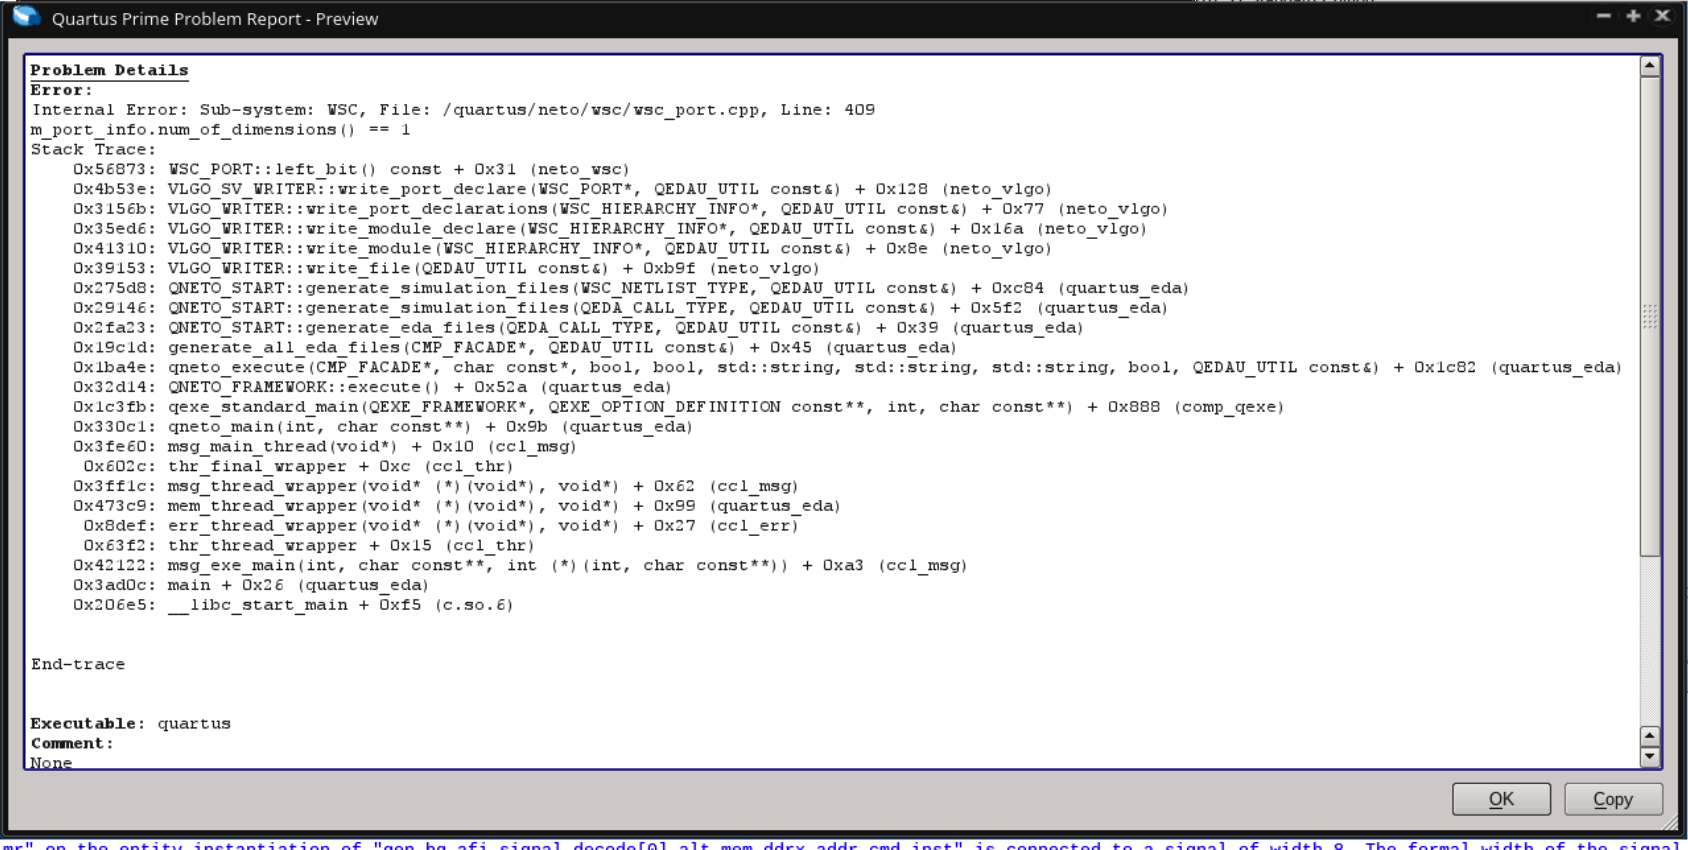 Quartus Prime Problem Report - Preview
Problem Details
Error:
Internal Error: Sub-system: WSC, File: /quartus/neto/wsc/wsc_port.cpp, Line: 409
m_port_info.num_of_dimensions() == 1
Stack Trace:
0x56873: WSC_PORT::left_bit() const + 0x31 (neto_wsc)
0x4b53e: VLGO_SV_WRITER::write_port_declare(WSC_PORT*, QEDAU_UTIL const&) + 0x128 (neto_vlgo)
0x3156b: VLGO_WRITER::write_port_declarations(WSC_HIERARCHY_INFO*, QEDAU_UTIL const&) + 0x77 (neto_vlgo)
0x35ed6: VLGO_WRITER::write_module_declare(WSC_HIERARCHY_INFO*, QEDAU_UTIL const&) + 0x16a (neto_vlgo)
0x41310: VLGO_WRITER::write_module(WSC_HIERARCHY_INFO*, QEDAU_UTIL const&) + 0x8e (neto_vlgo)
0x39153: VLGO_WRITER::write_file(QEDAU_UTIL const&) + 0xb9f (neto_vlgo)
0x275d8: QNETO_START::generate_simulation_files(WSC_NETLIST_TYPE, QEDAU_UTIL const&) + 0xc84 (quartus_eda)
0x29146: QNETO_START::generate_simulation_files(QEDA_CALL_TYPE, QEDAU_UTIL const&) + 0x5f2 (quartus_eda)
0x2fa23: QNETO_START::generate_eda_files(QEDA_CALL_TYPE, QEDAU_UTIL const&) + 0x39 (quartus_eda)
0x19c1d: generate_all_eda_files(CMP_FACADE*, QEDAU_UTIL const&) + 0x45 (quartus_eda)
0x1ba4e: qneto_execute(CMP_FACADE*, char const*, bool, bool, std::string, std::string, std::string, bool, QEDAU_UTIL const&) + 0x1c82 (quartus_eda)
0x32d14: QNETO_FRAMEWORK::execute() + 0x52a (quartus_eda)
0x1c3fb: qexe_standard_main(QEXE_FRAMEWORK*, QEXE_OPTION_DEFINITION const**, int, char const**) + 0x888 (comp_qexe)
0x330c1: qneto_main(int, char const**) + 0x9b (quartus_eda)
0x3fe60: msg_main_thread(void*) + 0x10 (ccl_msg)
0x602c: thr_final_wrapper + 0xc (ccl_thr)
0x3ff1c: msg_thread_wrapper(void* (*)(void*), void*) + 0x62 (ccl_msg)
0x473c9: mem_thread_wrapper(void* (*)(void*), void*) + 0x99 (quartus_eda)
0x8def: err_thread_wrapper(void* (*)(void*), void*) + 0x27 (ccl_err)
0x63f2: thr_thread_wrapper + 0x15 (ccl_thr)
0x42122: msg_exe_main(int, char const**, int (*)(int, char const**)) + 0xa3 (ccl_msg)
0x3ad0c: main + 0x26 (quartus_eda)
0x206e5: __libc_start_main + 0xf5 (c.so.6)
End-trace
Executable: quartus
Comment:
None
OK
Copy
mr" on the entity instantiation of "gen_bg_afi_signal_decode[0].alt_mem_ddrx_addr_cmd_inst" is connected to a signal of width 8. The formal width of the signal